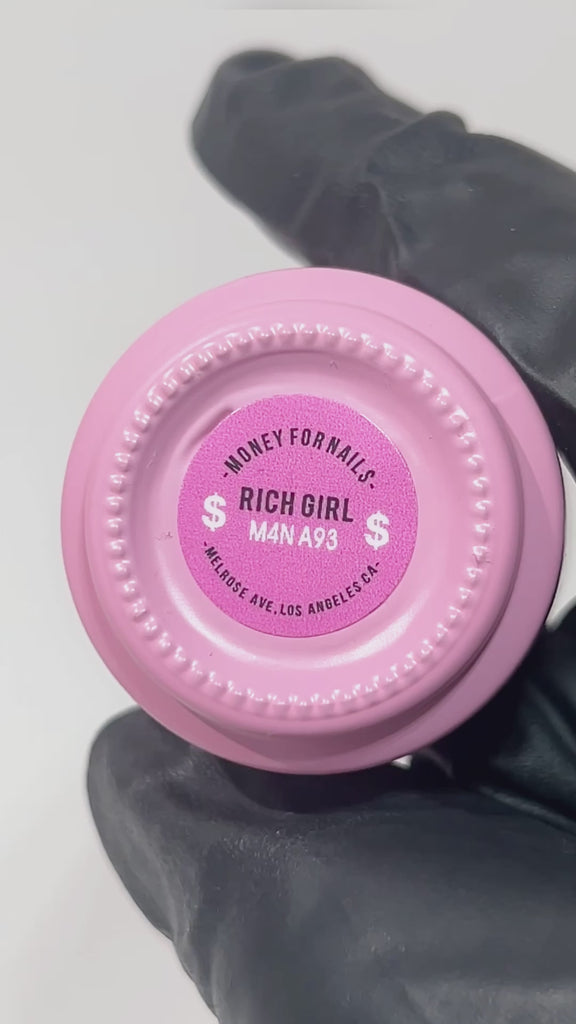 -MONEY FOR NAILS-
RICH GIRL
$ M4N A93 $
-MELROSE AVE, LOS ANGELES CA-